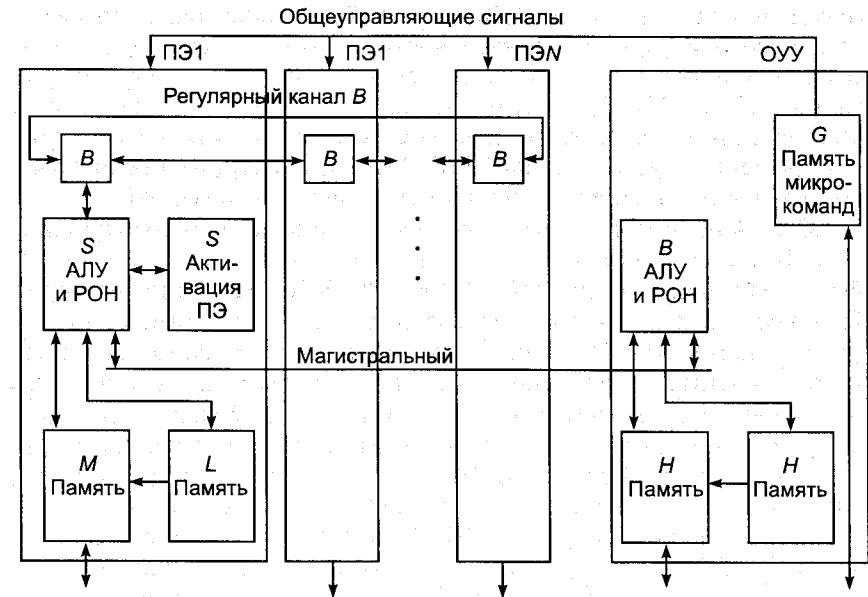 Общеуправляющие сигналы
ПЭ1
ПЭ1
ПЭN
ОУУ
Регулярный канал B
B
B
B
G
Память
микро-
команд
S
АЛУ
и РОН
S
Акти-
вация
ПЭ
B
АЛУ
и РОН
Магистральный
M
Память
L
Память
H
Память
H
Память